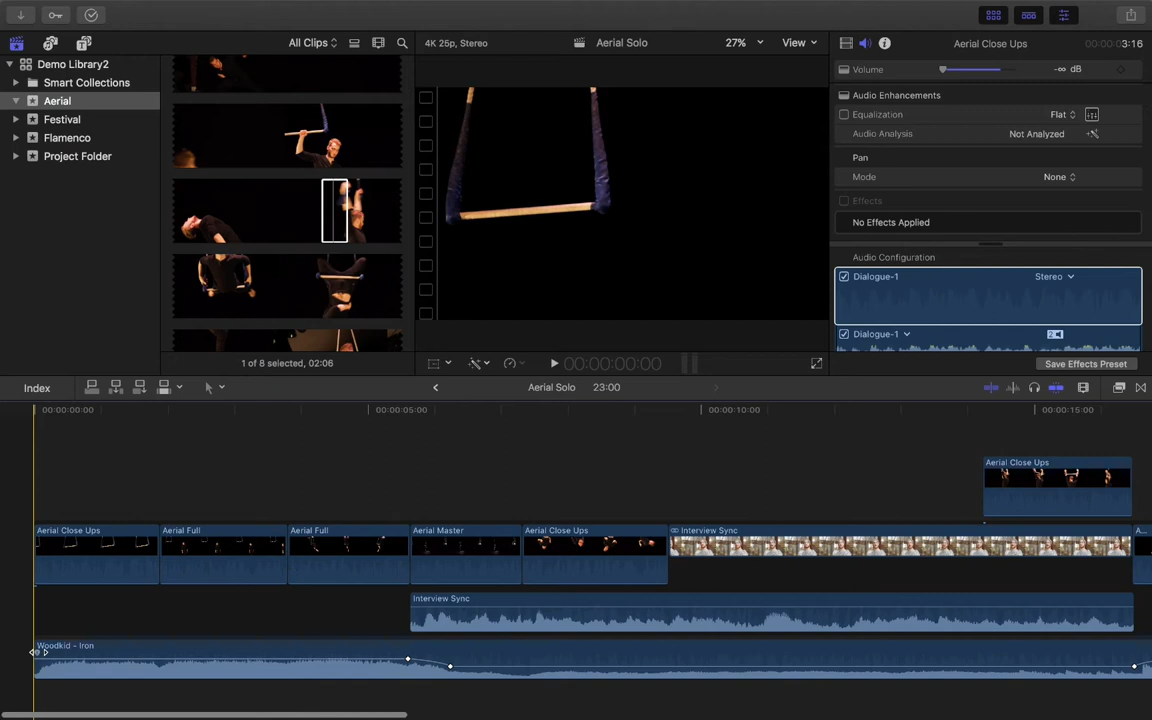 All Clips
4K 25p, Stereo
Aerial Solo
27%
View
Aerial Close Ups
00:00:0
3:16
Demo Library2
Smart Collections
Aerial
Festival
Flamenco
Project Folder
Volume
-∞ dB
Audio Enhancements
Equalization
Flat
Audio Analysis
Not Analyzed
Pan
Mode
None
Effects
No Effects Applied
Audio Configuration
Dialogue-1
Stereo
Dialogue-1
2
1 of 8 selected, 02:06
00:00:00:00
Save Effects Preset
Index
Aerial Solo
23:00
00:00:00:00
00:00:05:00
00:00:10:00
00:00:15:00
Aerial Close Ups
Aerial Close Ups
Aerial Full
Aerial Full
Aerial Master
Aerial Close Ups
Interview Sync
A...
Interview Sync
Woodkid - Iron